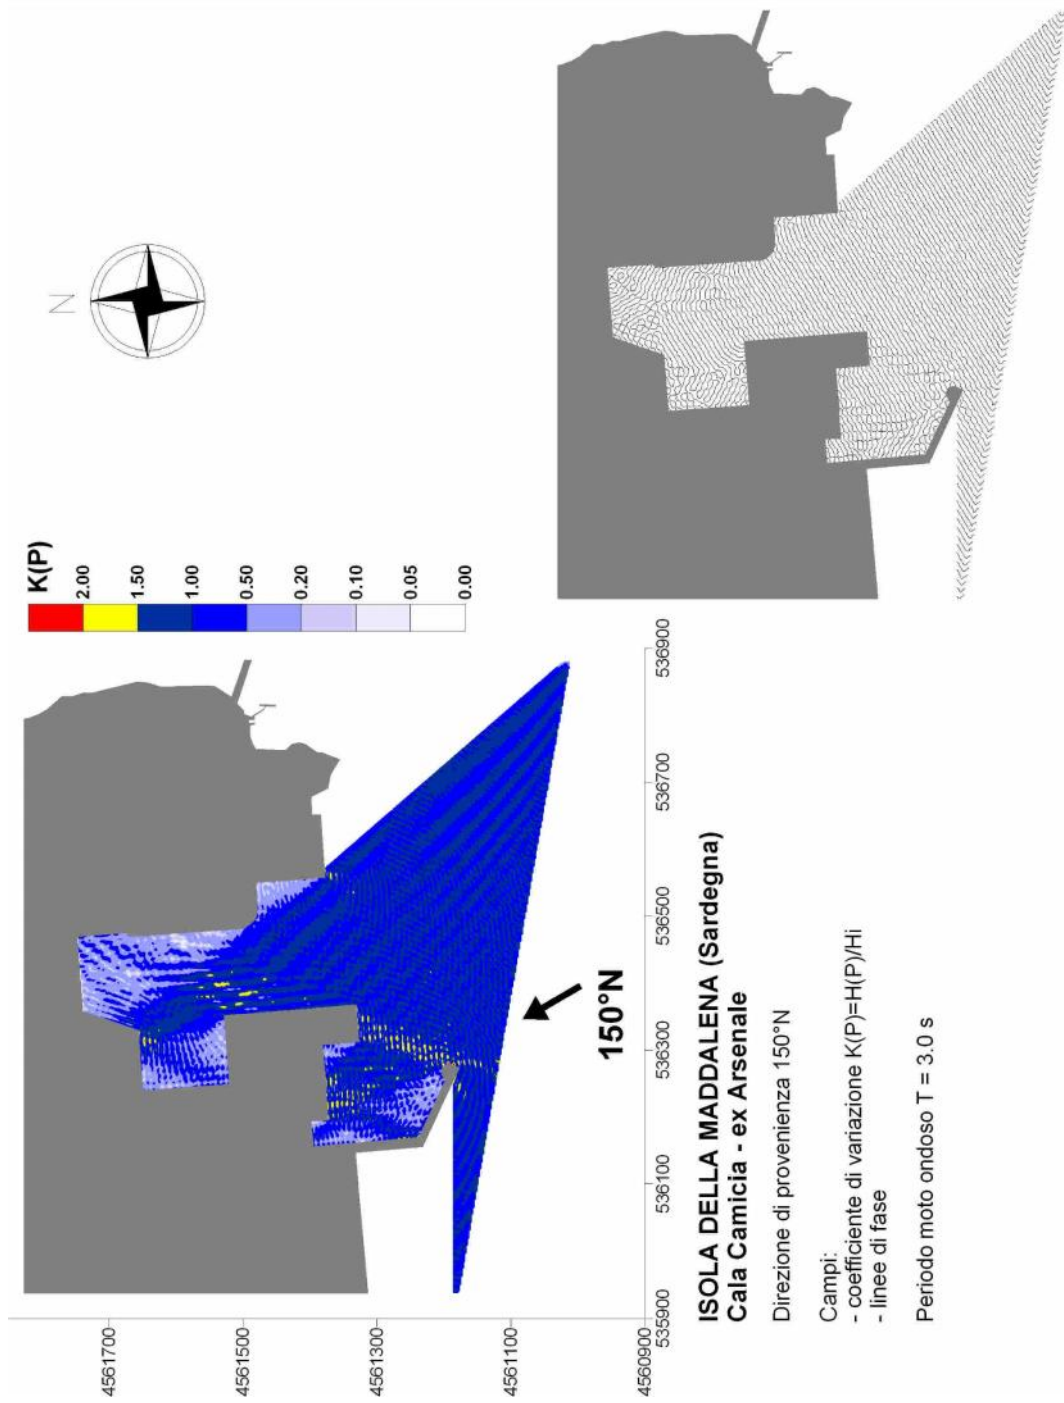 N
K(P)
2.00
1.50
1.00
0.50
0.20
0.10
0.05
0.00
4561700
4561500
4561300
4561100
4560900
535900
536100
536300
536500
536700
536900
150°N
ISOLA DELLA MADDALENA (Sardegna)
Cala Camicia - ex Arsenale
Direzione di provenienza 150°N
Campi:
- coefficiente di variazione K(P)=H(P)/Hi
- linee di fase
Periodo moto ondoso T = 3.0 s